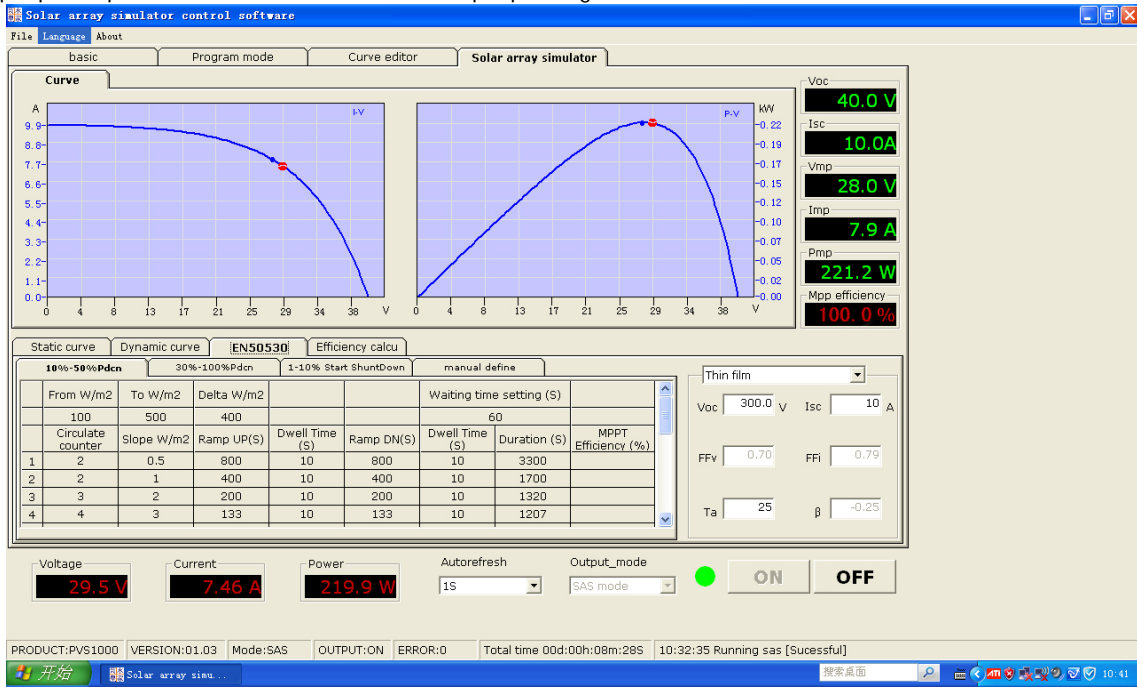 Solar array simulator control software
File Language About
basic Program mode Curve editor Solar array simulator
Curve
A I-V P-V KW
9.9 0.22
8.8 0.19
7.7 0.17
6.6 0.15
5.5 0.12
4.4 0.10
3.3 0.07
2.2 0.05
1.1 0.02
0.0 0.00
0 4 8 13 17 21 25 29 34 38 V 0 4 8 13 17 21 25 29 34 38 V
Voc
40.0 V
Isc
10.0A
Vmp
28.0 V
Imp
7.9 A
Pmp
221.2 W
Mpp efficiency
100.0 %
Static curve Dynamic curve EN50530 Efficiency calcu
10%-50%Pdcn 30%-100%Pdcn 1-10% Start ShuntDown manual define
From W/m2 To W/m2 Delta W/m2 Waiting time setting (S)
100 500 400 60
Circulate counter Slope W/m2 Ramp UP(S) Dwell Time (S) Ramp DN(S) Dwell Time (S) Duration (S) MPPT Efficiency (%)
1 2 0.5 800 10 800 10 3300
2 2 1 400 10 400 10 1700
3 3 2 200 10 200 10 1320
4 4 3 133 10 133 10 1207
Thin film
Voc 300.0 V Isc 10 A
FFv 0.70 FFi 0.79
Ta 25 β -0.25
Voltage Current Power Autorefresh Output_mode
29.5 V 7.46 A 219.9 W 1S SAS mode ON OFF
PRODUCT:PVS1000 VERSION:01.03 Mode:SAS OUTPUT:ON ERROR:0 Total time 00d:00h:08m:28S 10:32:35 Running sas [Sucessful]
开始 Solar array simu... 搜索桌面 10:41